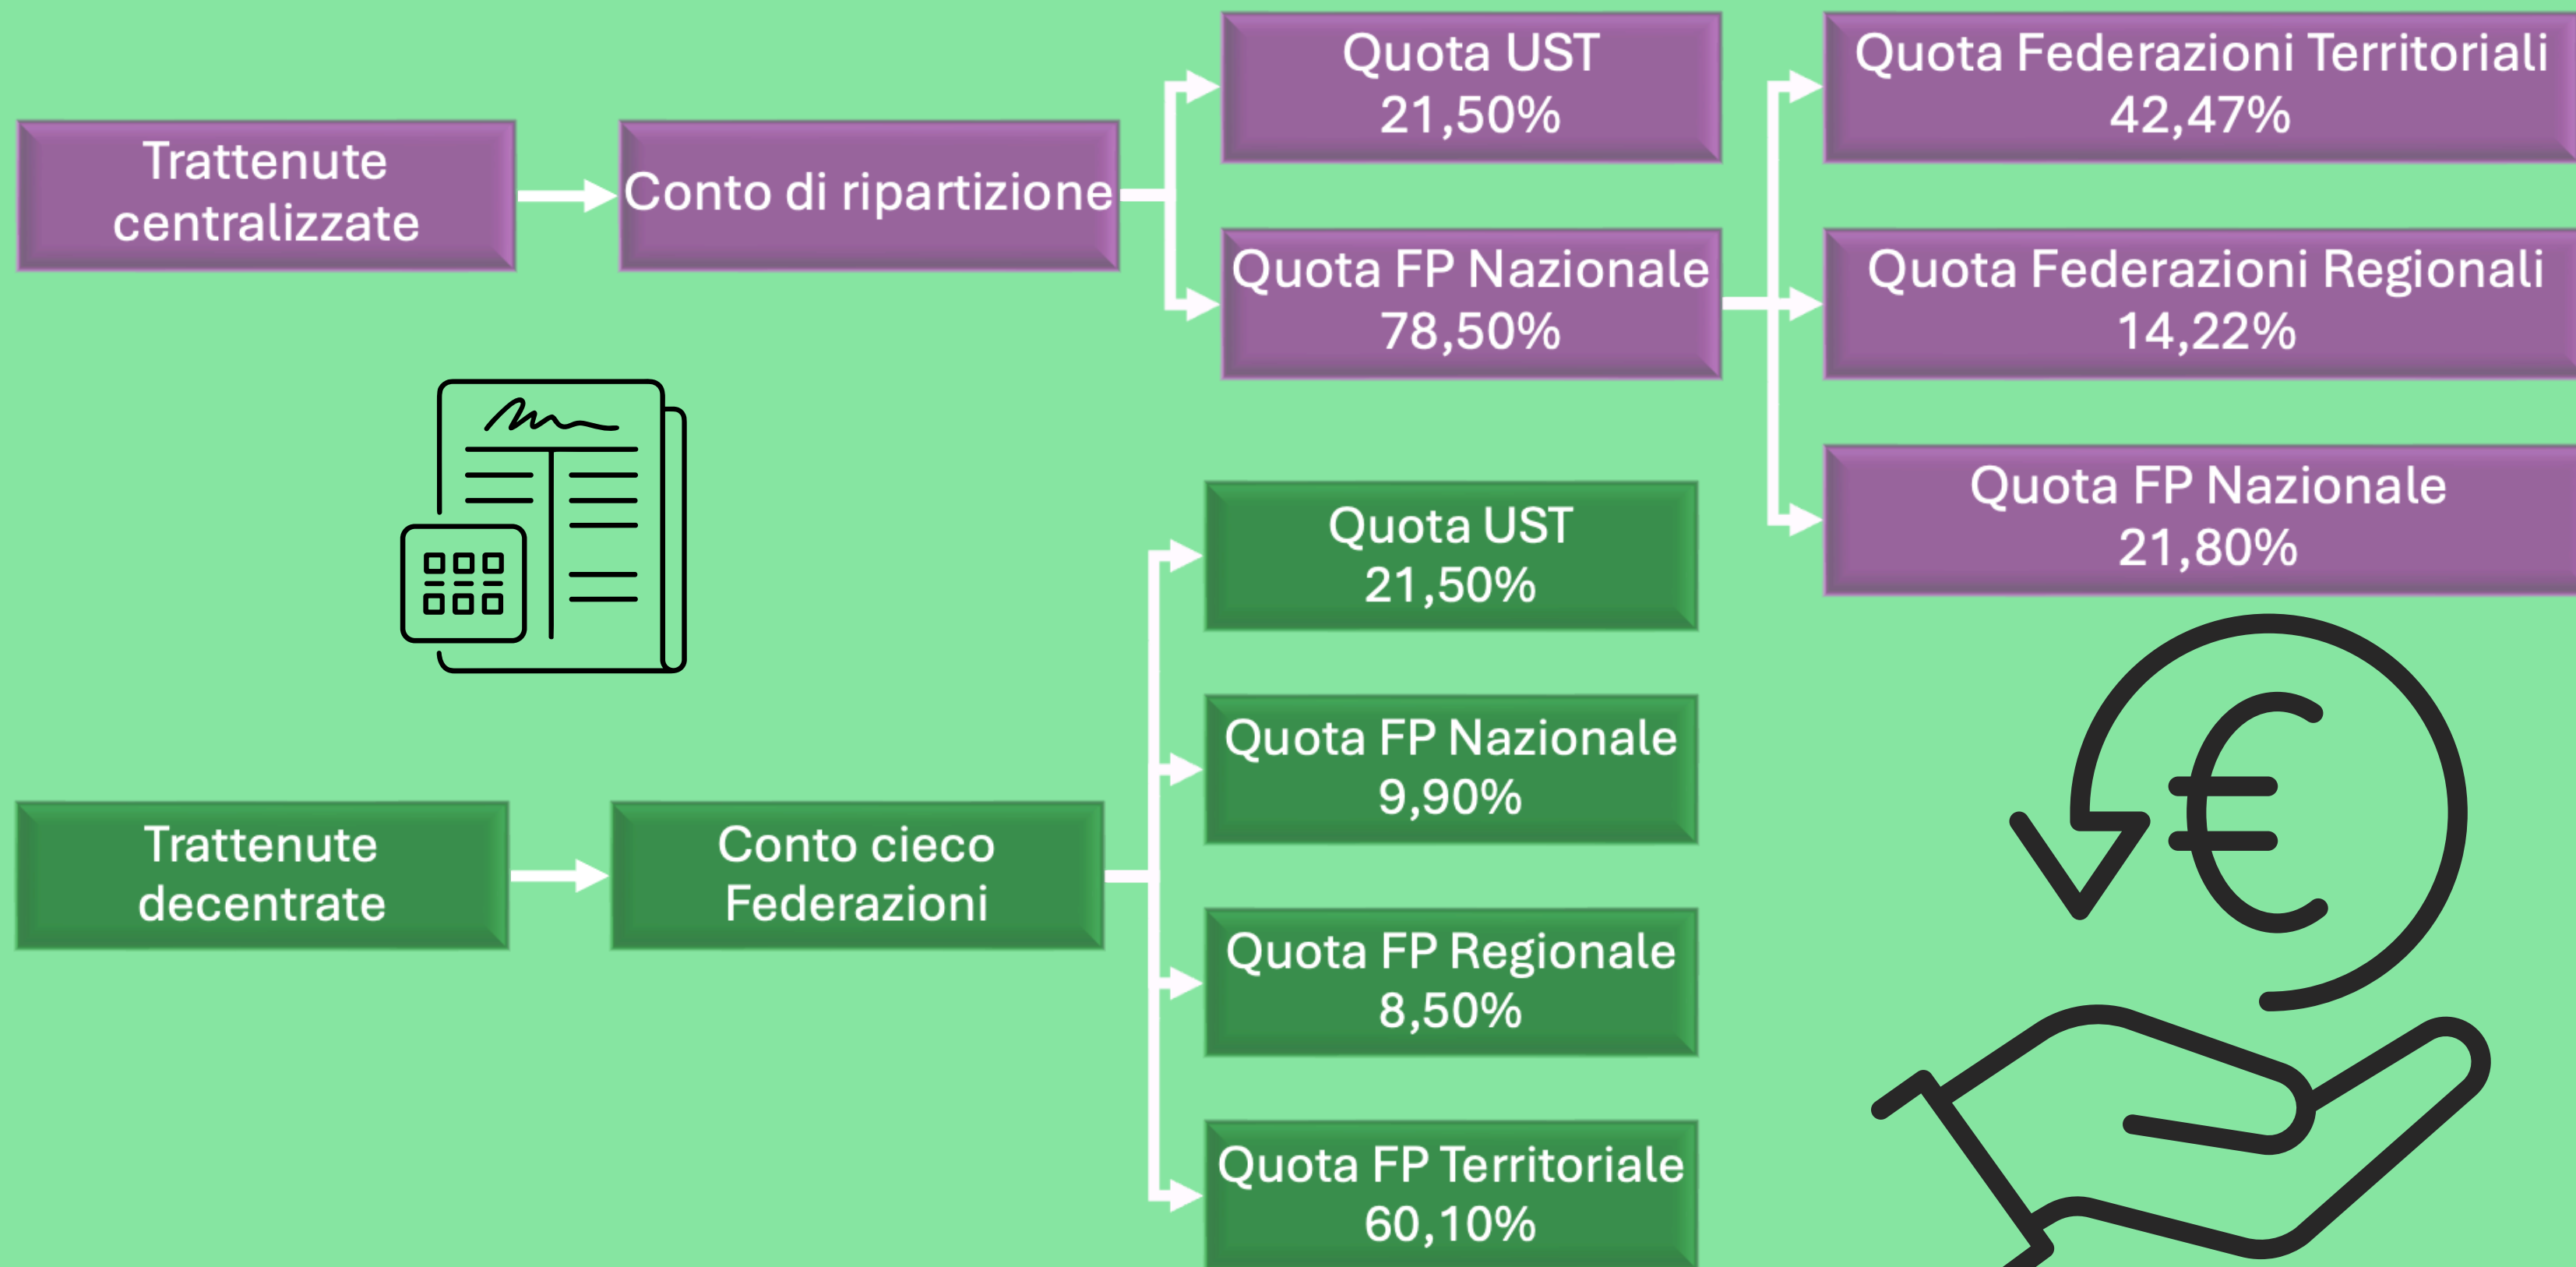 Trattenute
centralizzate
Conto di ripartizione
Quota UST
21,50%
Quota FP Nazionale
78,50%
Quota Federazioni Territoriali
42,47%
Quota Federazioni Regionali
14,22%
Quota FP Nazionale
21,80%
Trattenute
decentrate
Conto cieco
Federazioni
Quota UST
21,50%
Quota FP Nazionale
9,90%
Quota FP Regionale
8,50%
Quota FP Territoriale
60,10%
€